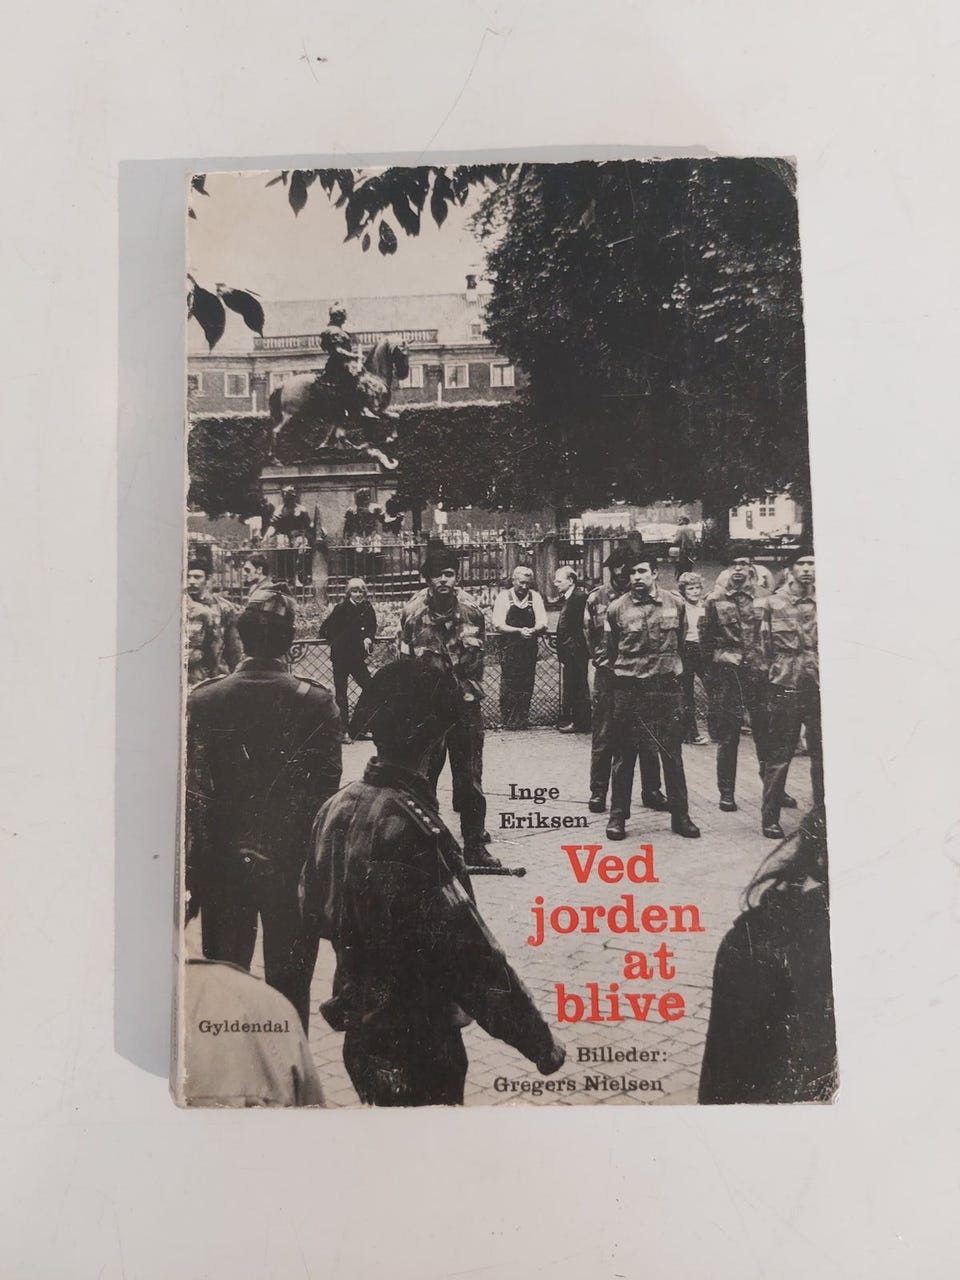 Inge
Eriksen
Ved
jorden
at
blive
Gyldendal
Billeder:
Gregers Nielsen